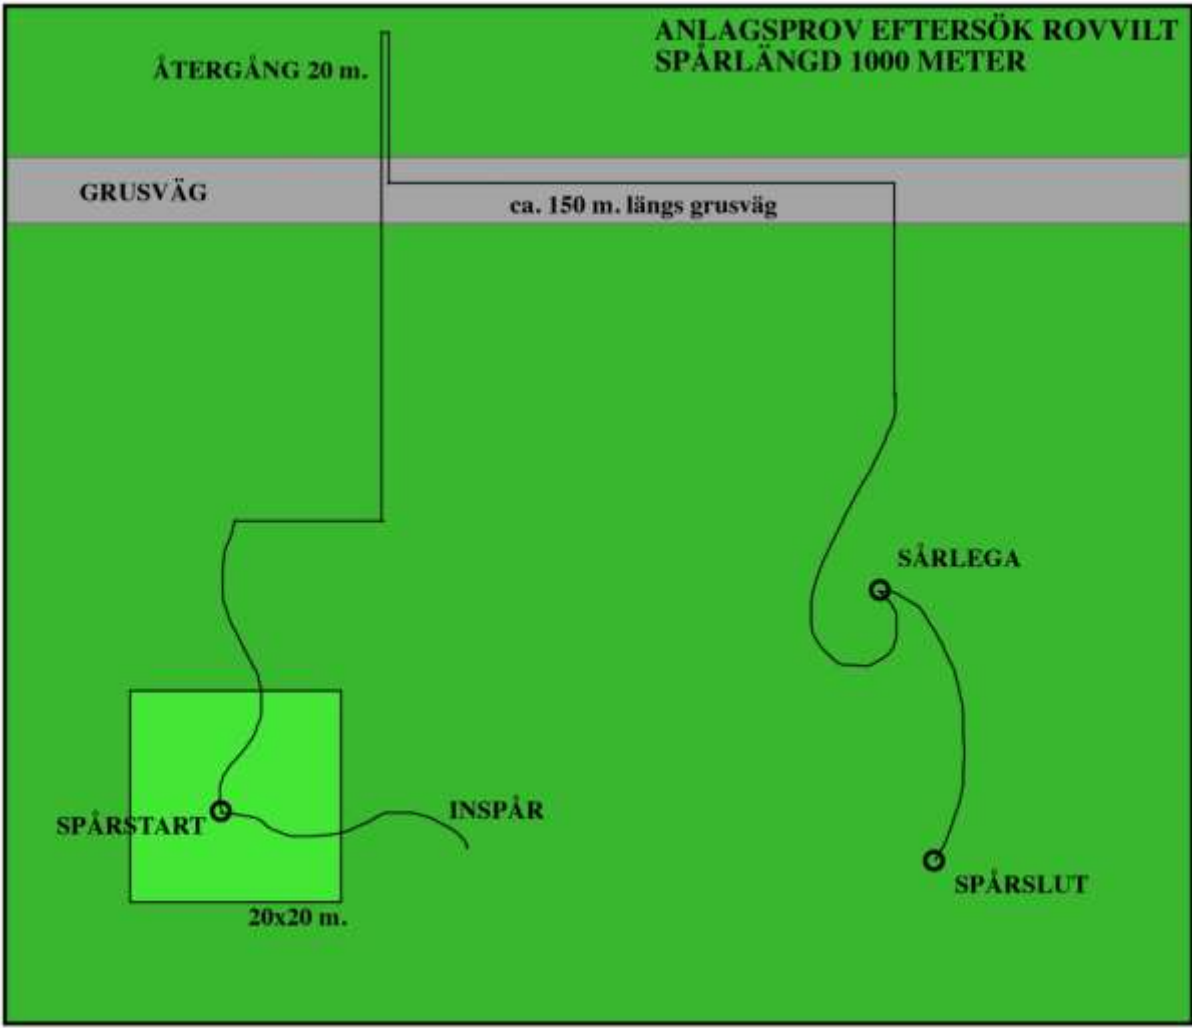 ANLAGSPROV EFTERSÖK ROVVILT
SPÅRLÄNGD 1000 METER
ÅTERGÅNG 20 m.
GRUSVÄG
ca. 150 m. längs grusväg
SÅRLEGA
INSPÅR
SPÅRSTART
SPÅRSLUT
20x20 m.